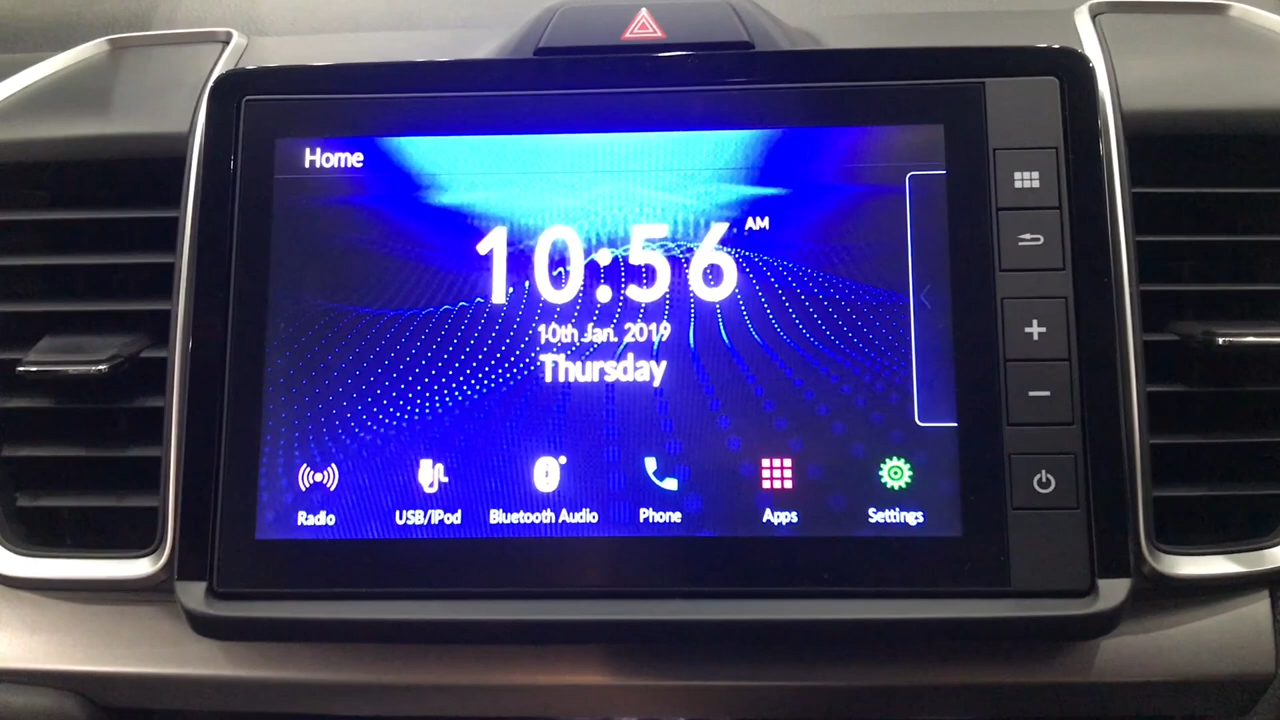 Home
10:56 AM
10th Jan. 2019
Thursday
Radio USB/iPod Bluetooth Audio Phone Apps Settings